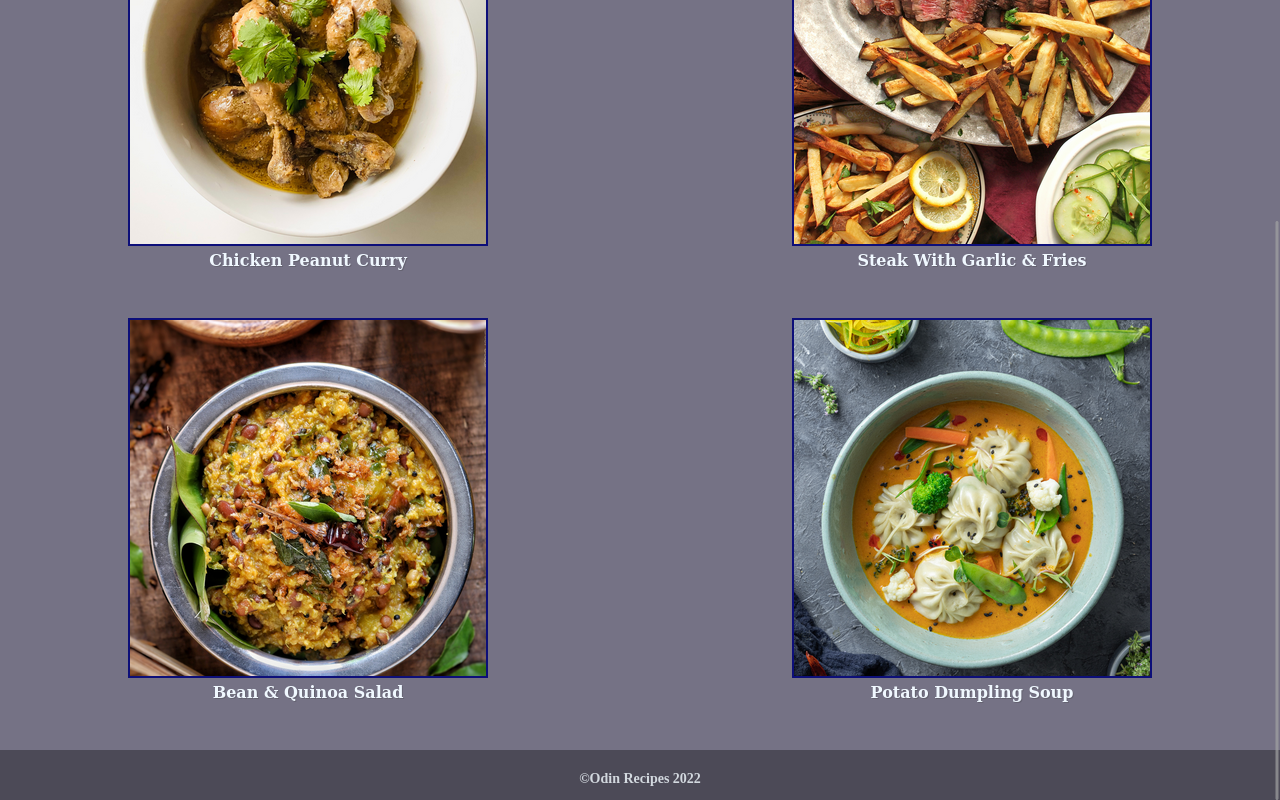 Chicken Peanut Curry
Steak With Garlic & Fries
Bean & Quinoa Salad
Potato Dumpling Soup
©Odin Recipes 2022